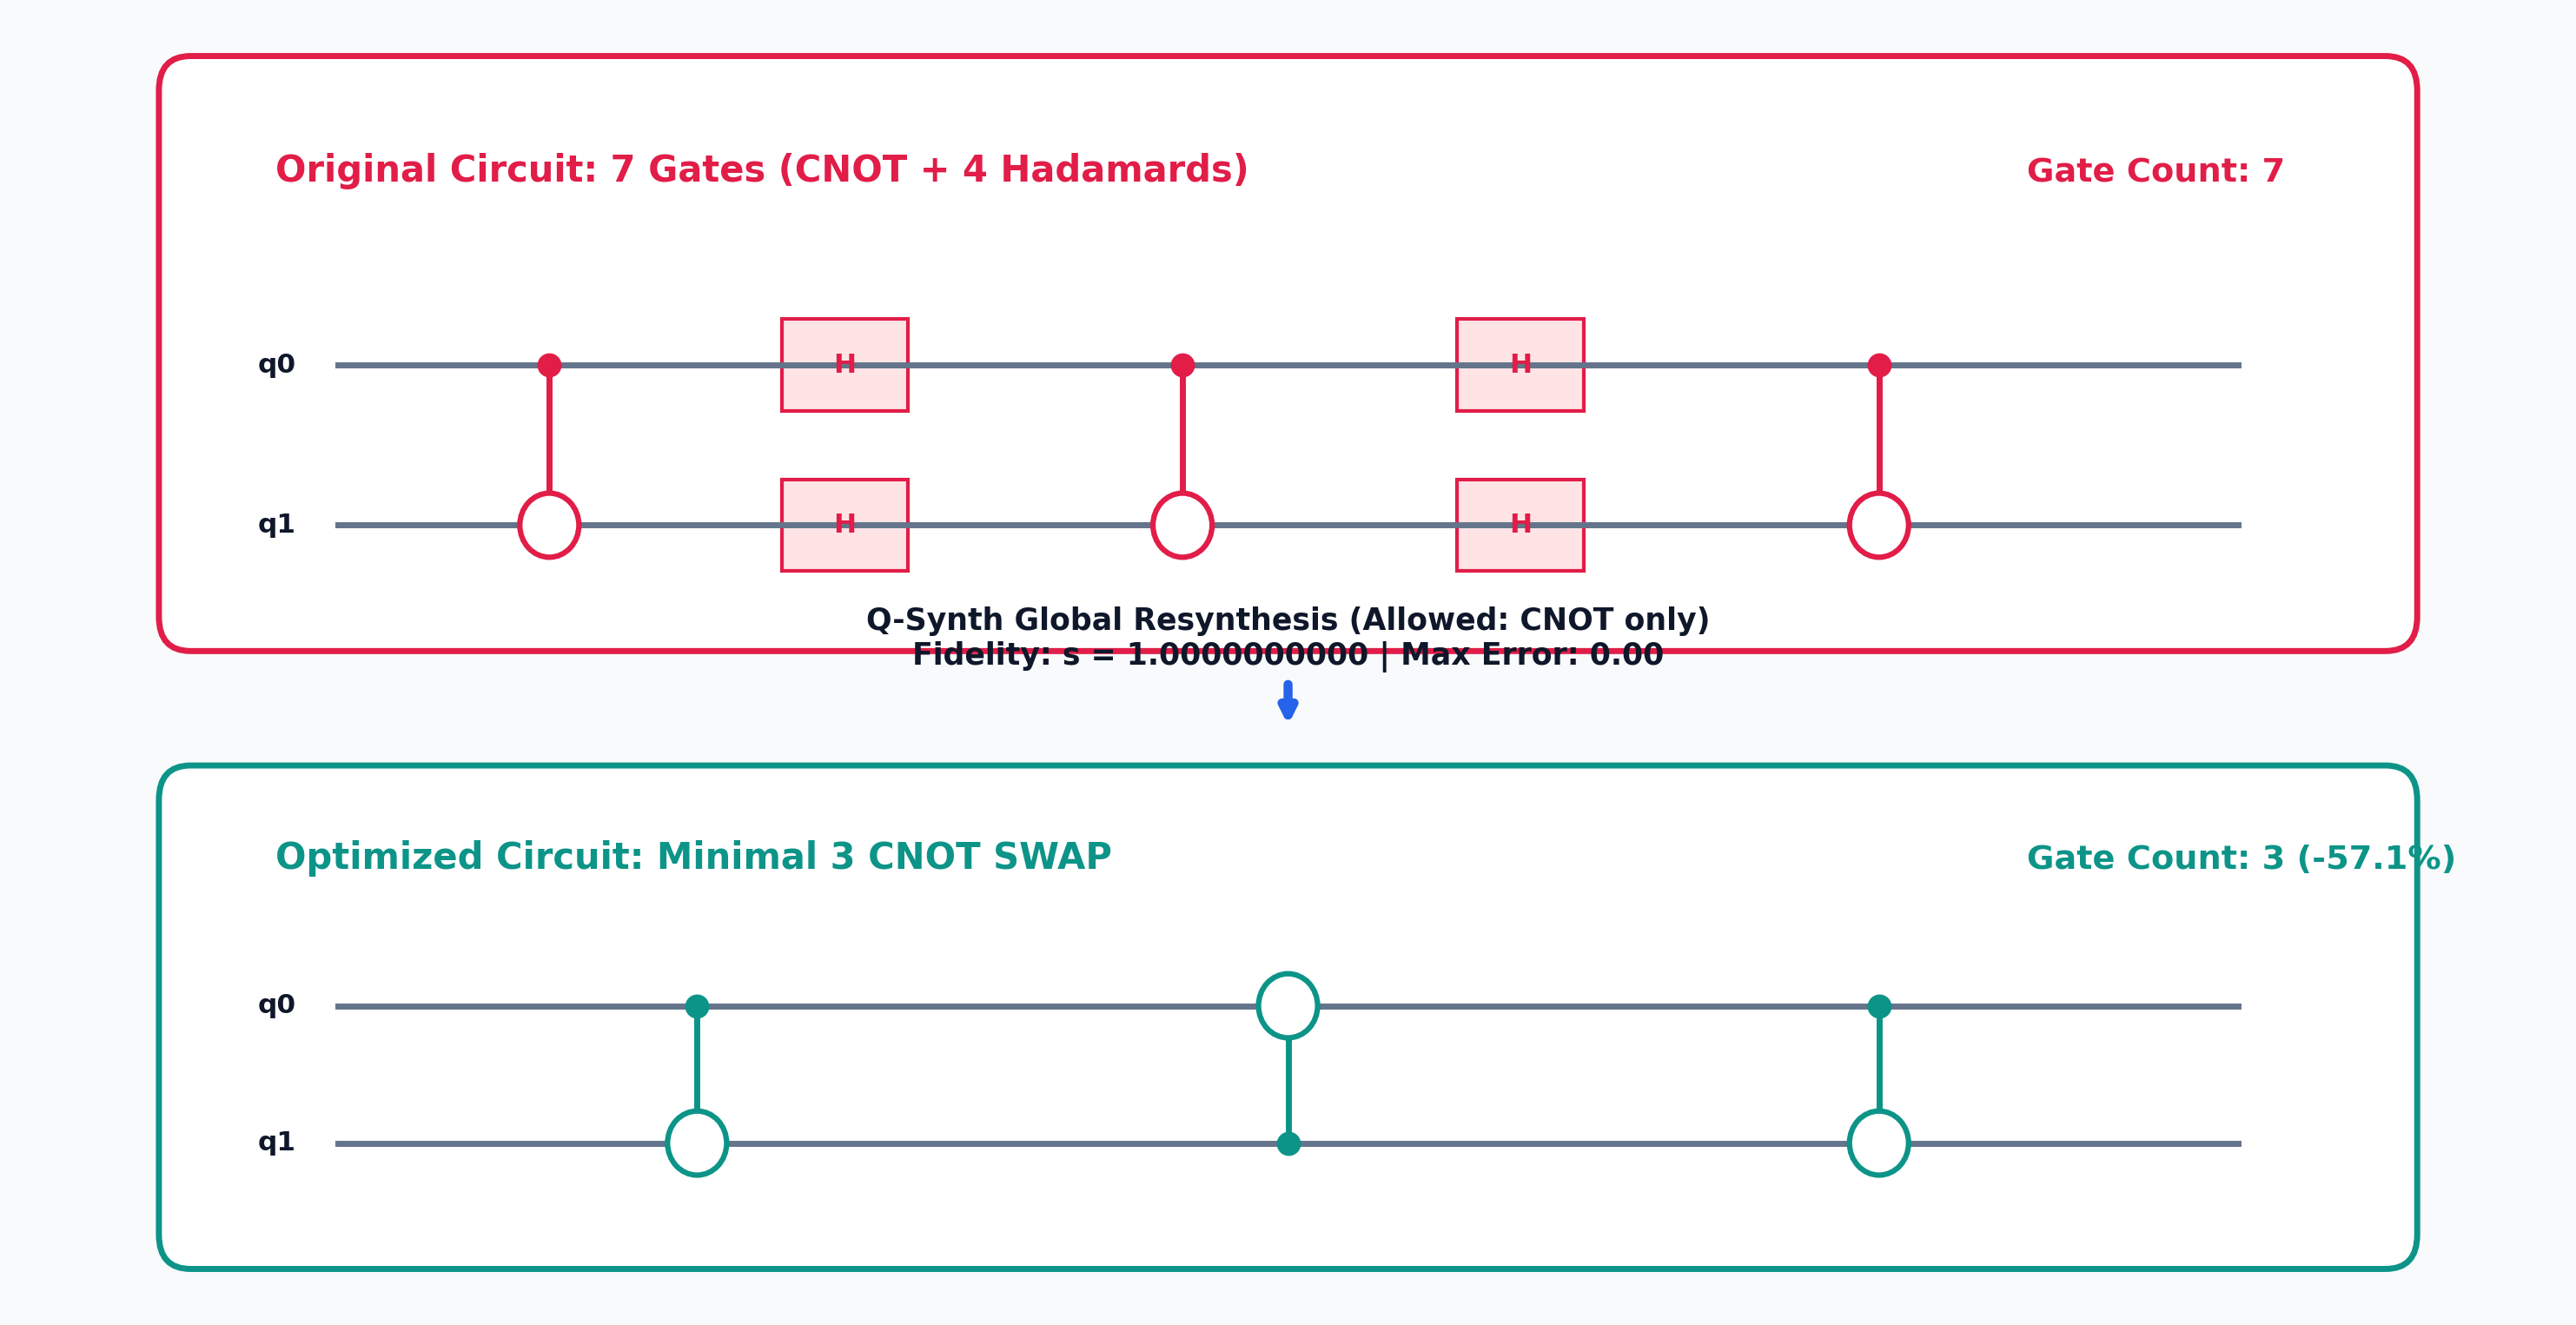 Original Circuit: 7 Gates (CNOT + 4 Hadamards)
Gate Count: 7
q0
H
H
q1
H
H
Q-Synth Global Resynthesis (Allowed: CNOT only)
Fidelity: s = 1.0000000000 | Max Error: 0.00
Optimized Circuit: Minimal 3 CNOT SWAP
Gate Count: 3 (-57.1%)
q0
q1